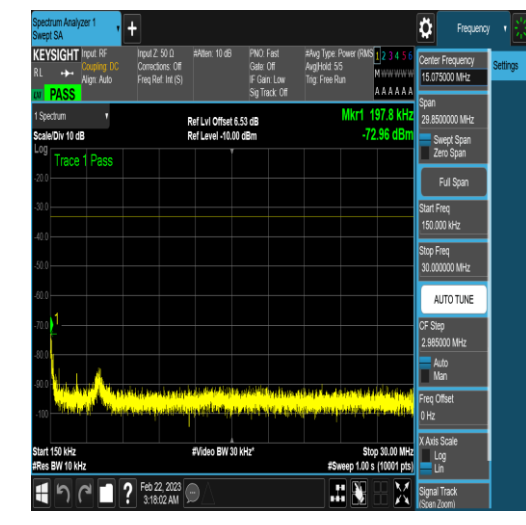 Spectrum Analyzer 1
Swept SA
+
Frequency
KEYSIGHT Input: RF
RL Coupling: DC
Align: Auto
PASS
Input Z: 50 Ω
Corrections: Off
Freq Ref: Int (S)
#Atten: 10 dB
PNO: Fast
Gate: Off
IF Gain: Low
Sig Track: Off
#Avg Type: Power (RMS
Avg|Hold: 5/5
Trig: Free Run
1 2 3 4 5 6
M W W W W W
A A A A A A
1 Spectrum
Scale/Div 10 dB
Ref Lvl Offset 6.53 dB
Ref Level -10.00 dBm
Mkr1 197.8 kHz
-72.96 dBm
Log
Trace 1 Pass
-20.0
-30.0
-40.0
-50.0
-60.0
-70.0
-80.0
-90.0
-100
1
Start 150 kHz
#Res BW 10 kHz
#Video BW 30 kHz*
Stop 30.00 MHz
#Sweep 1.00 s (10001 pts)
Feb 22, 2023
3:18:02 AM
?
Center Frequency
15.075000 MHz
Settings
Span
29.8500000 MHz
Swept Span
Zero Span
Full Span
Start Freq
150.000 kHz
Stop Freq
30.000000 MHz
AUTO TUNE
CF Step
2.985000 MHz
Auto
Man
Freq Offset
0 Hz
X Axis Scale
Log
Lin
Signal Track
(Span Zoom)